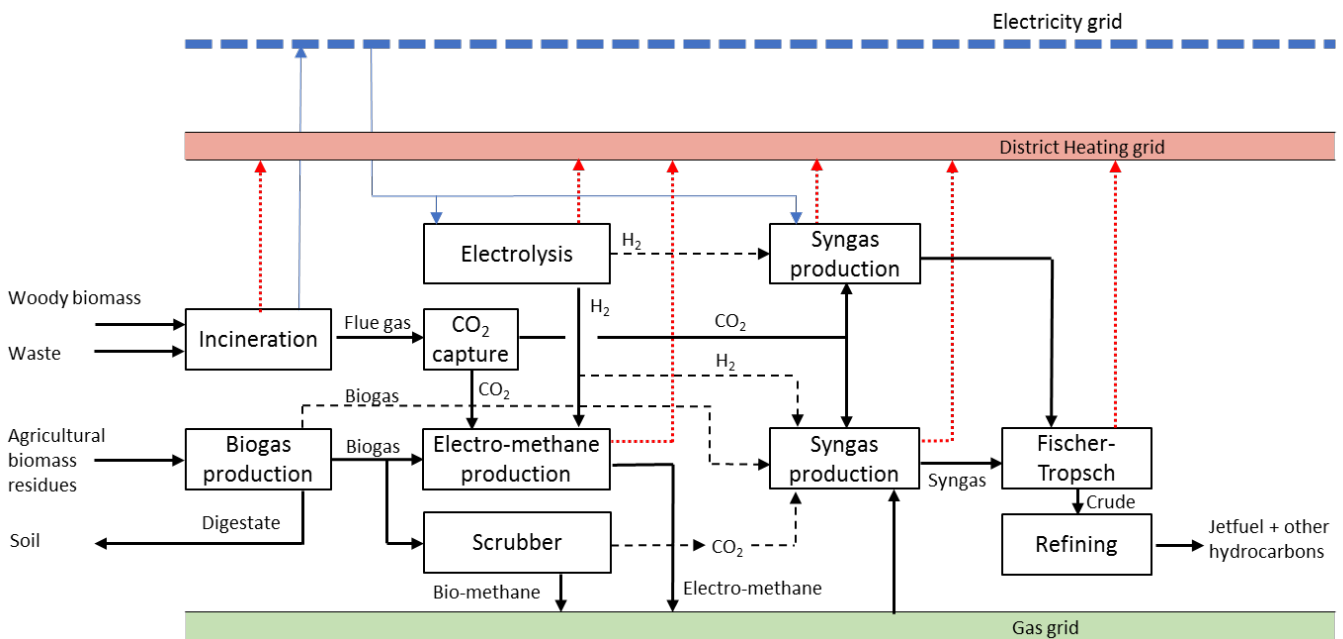 Electricity grid
District Heating grid
Electrolysis
H₂
Syngas
production
Woody biomass
Waste
Incineration
Flue gas
CO₂
capture
H₂
CO₂
H₂
CO₂
Biogas
Agricultural
biomass
residues
Biogas
production
Biogas
Electro-methane
production
Syngas
production
Syngas
Fischer-
Tropsch
Crude
Digestate
Soil
Scrubber
CO₂
Refining
Jetfuel + other
hydrocarbons
Bio-methane
Electro-methane
Gas grid